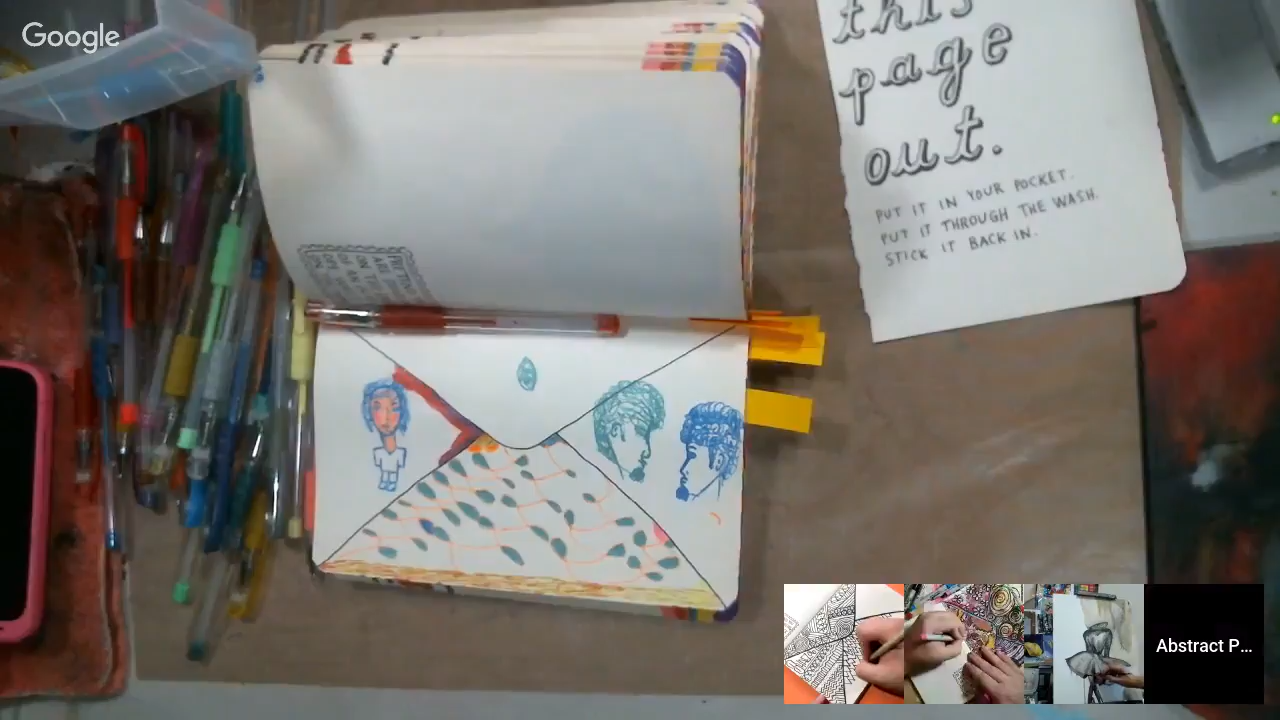 Google
this
page
out.
PUT IT IN YOUR POCKET.
PUT IT THROUGH THE WASH.
STICK IT BACK IN.
Abstract P...